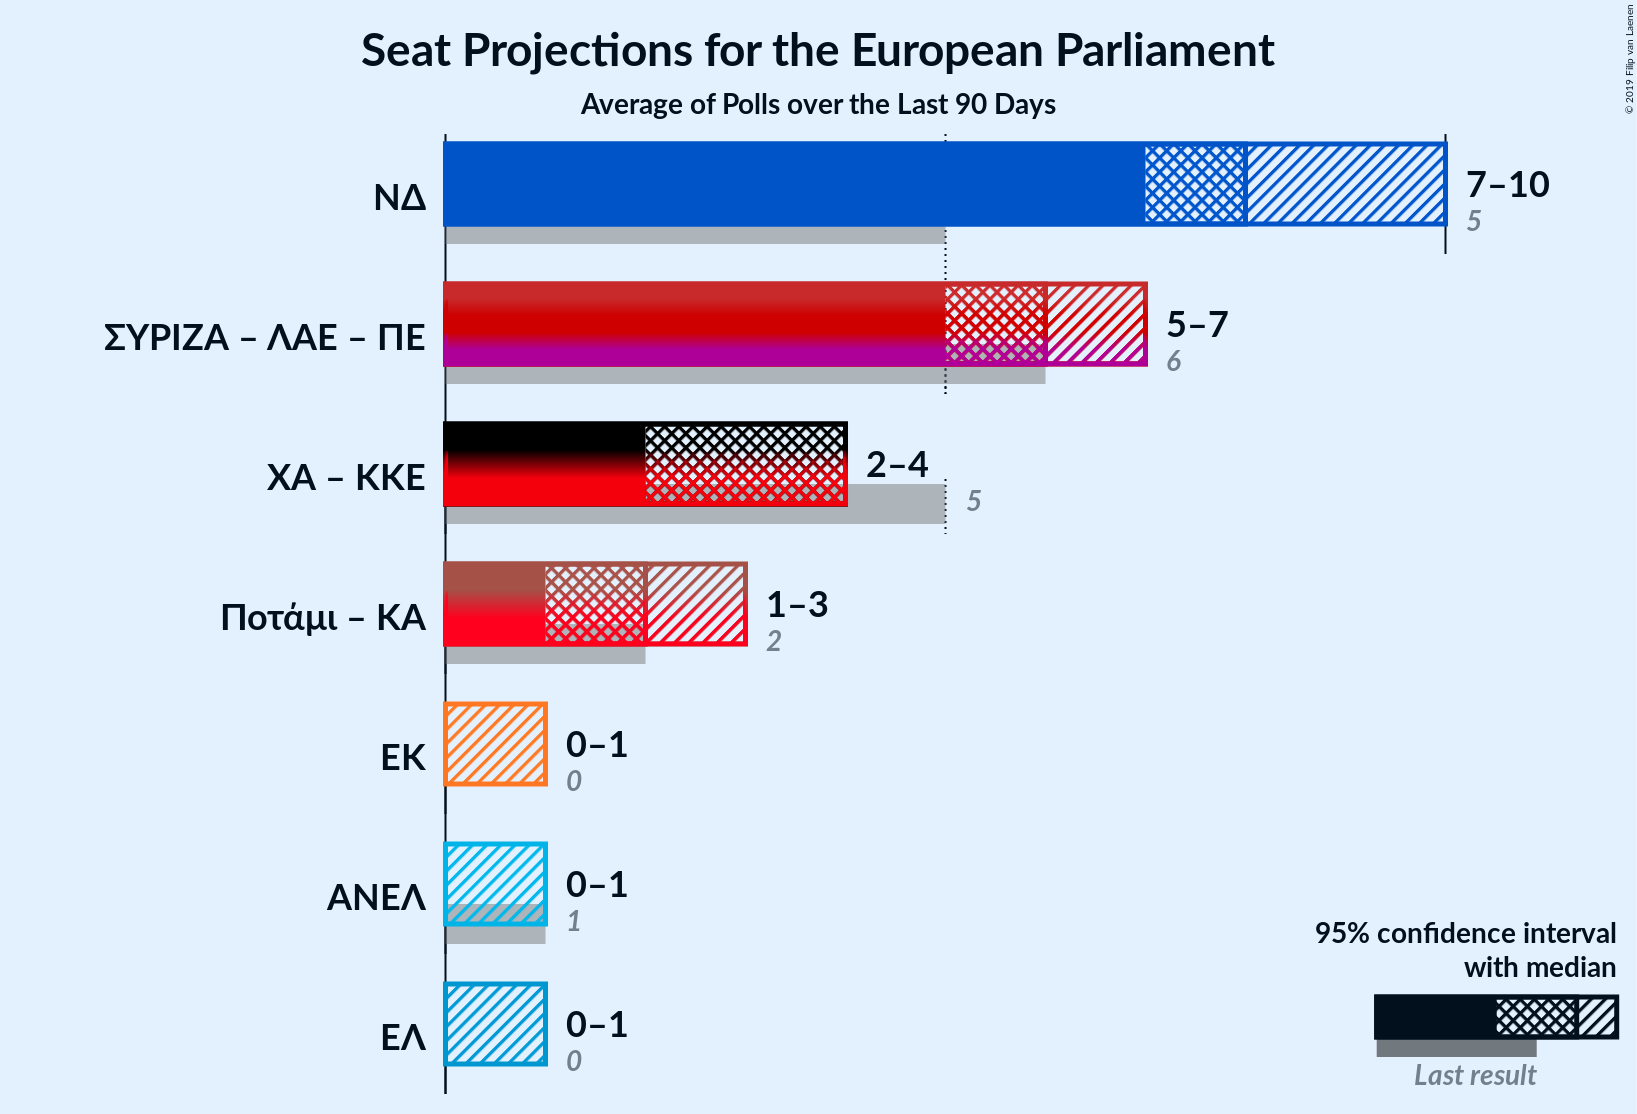 Seat Projections for the European Parliament
Average of Polls over the Last 90 Days
© 2019 Filip van Laenen
ΝΔ
7–10
5
ΣΥΡΙΖΑ – ΛΑΕ – ΠΕ
5–7
6
ΧΑ – ΚΚΕ
2–4
5
Ποτάμι – ΚΑ
1–3
2
ΕΚ
0–1
0
ΑΝΕΛ
0–1
1
ΕΛ
0–1
0
95% confidence interval
with median
Last result